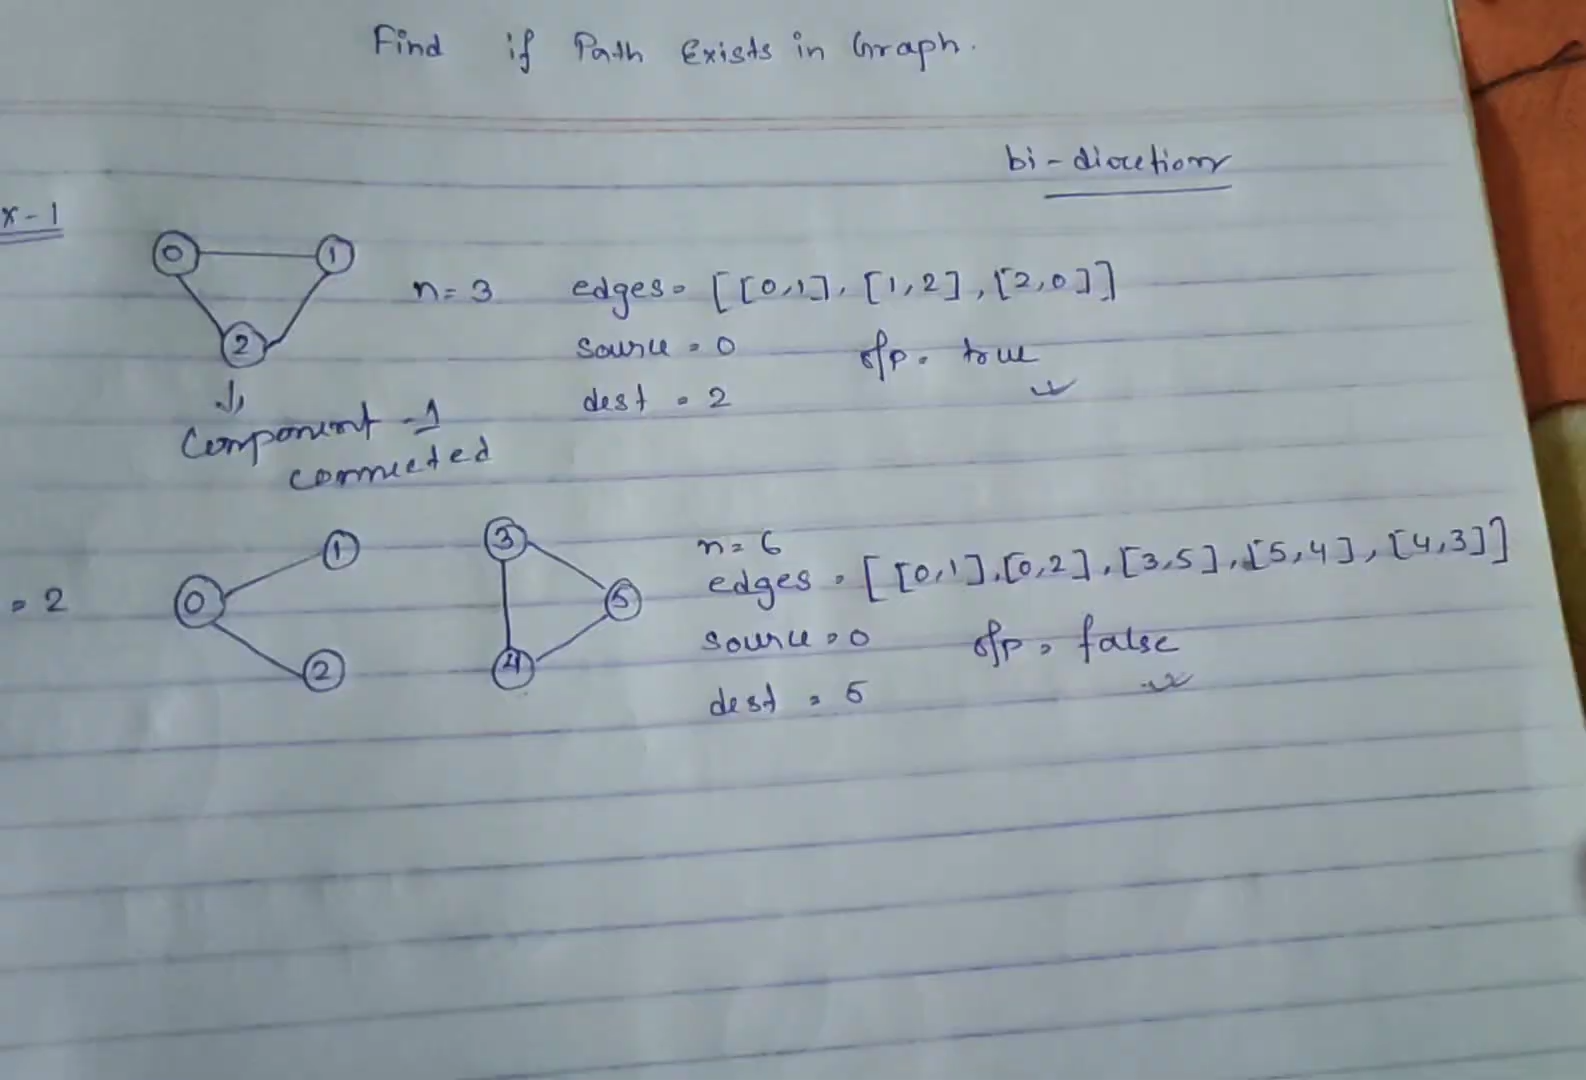 Find if Path Exists in Graph.
bi-direction
x-1
0 1
2
n=3 edges=[[0,1],[1,2],[2,0]]
source=0 o/p=true
dest=2
Component-1
connected
=2
1 3
0 5
2 4
n=6
edges=[[0,1],[0,2],[3,5],[5,4],[4,3]]
source=0 o/p=false
dest=5